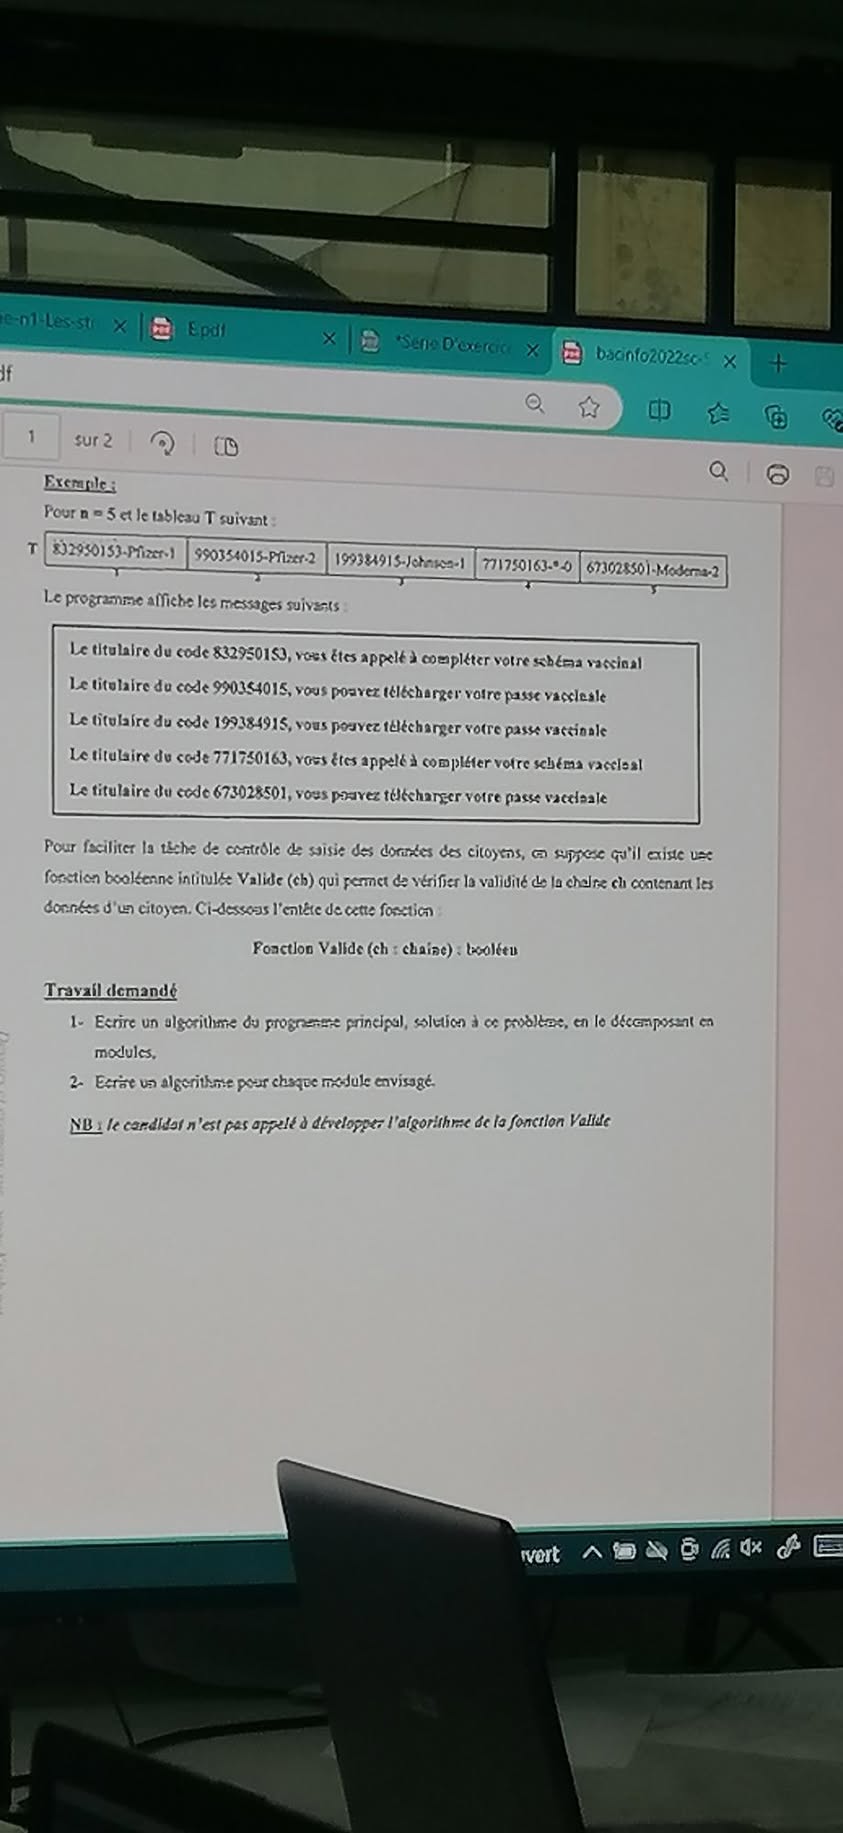 e-n1-Les-str
E.pdf
*Série D'exercice
bacinfo2022sc-S
df
1 sur 2
Exemple :
Pour n = 5 et le tableau T suivant :
T 832950153-Pfizer-1 990354015-Pfizer-2 199384915-Johnson-1 771750163-*-0 673028501-Moderna-2
1 2 3 4 5
Le programme affiche les messages suivants :
Le titulaire du code 832950153, vous êtes appelé à compléter votre schéma vaccinal
Le titulaire du code 990354015, vous pouvez télécharger votre passe vaccinale
Le titulaire du code 199384915, vous pouvez télécharger votre passe vaccinale
Le titulaire du code 771750163, vous êtes appelé à compléter votre schéma vaccinal
Le titulaire du code 673028501, vous pouvez télécharger votre passe vaccinale
Pour faciliter la tâche de contrôle de saisie des données des citoyens, on suppose qu'il existe une
fonction booléenne intitulée Valide (ch) qui permet de vérifier la validité de la chaîne ch contenant les
données d'un citoyen. Ci-dessous l'entête de cette fonction :
Fonction Valide (ch : chaine) : booléen
Travail demandé
1- Ecrire un algorithme du programme principal, solution à ce problème, en le décomposant en
modules,
2- Ecrire un algorithme pour chaque module envisagé.
NB : le candidat n'est pas appelé à développer l'algorithme de la fonction Valide
uvert